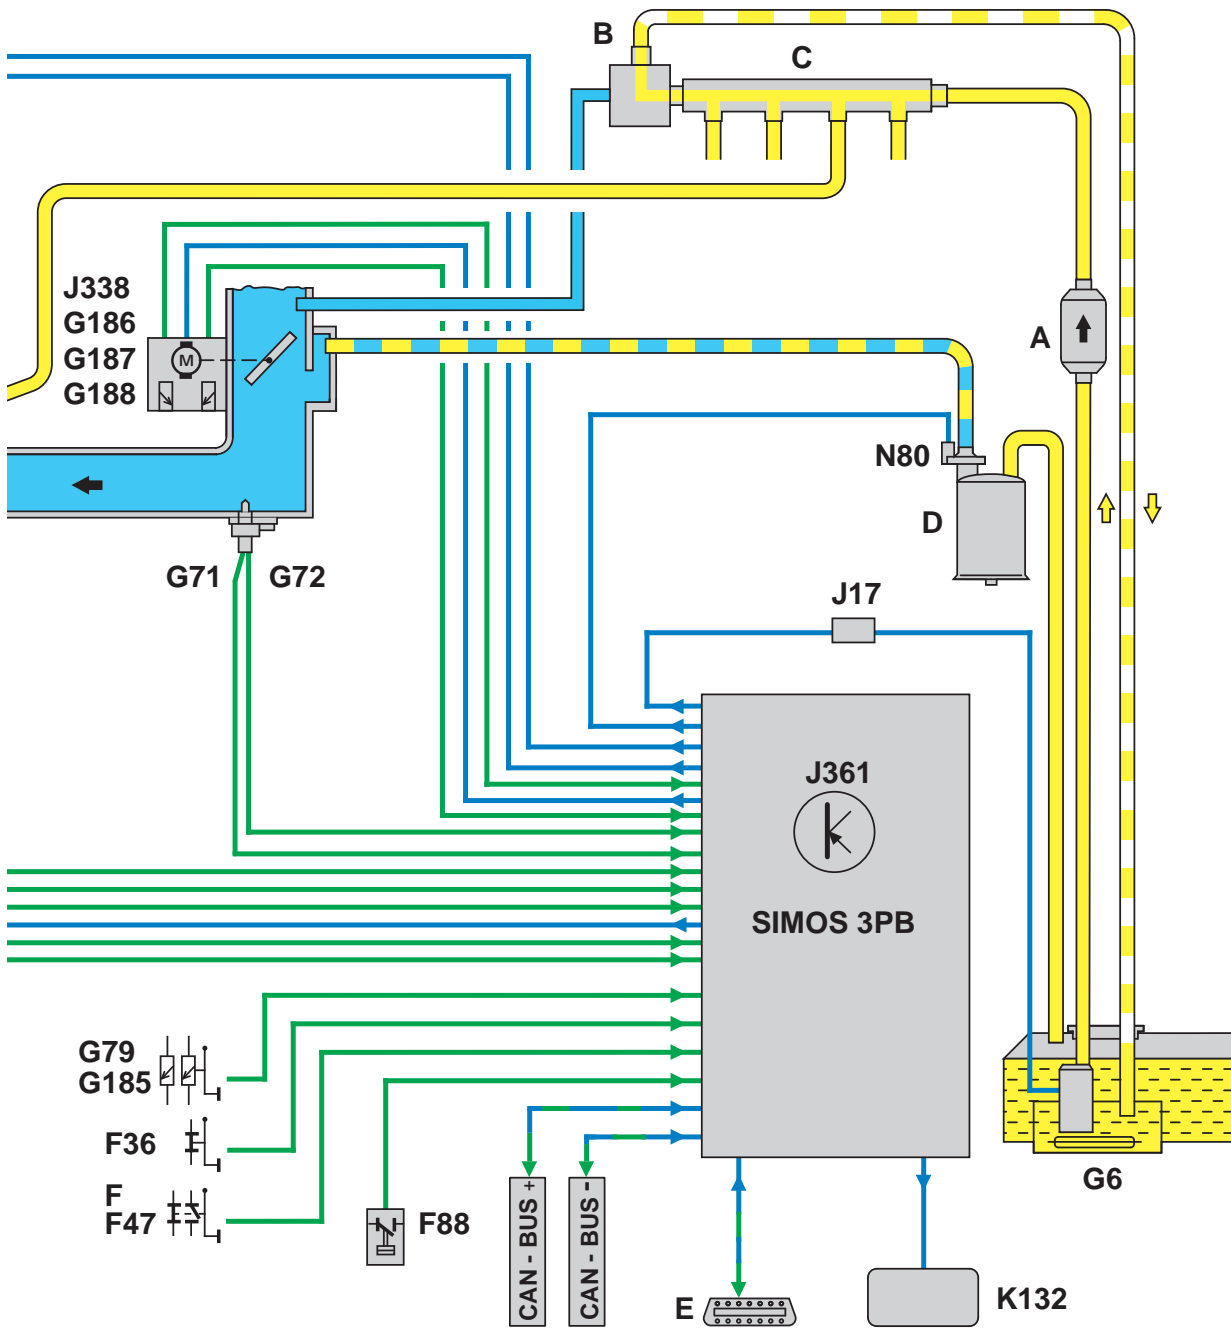 B
C
J338
G186
G187
G188
M
A
N80
D
G71
G72
J17
J361
SIMOS 3PB
G79
G185
F36
F
F47
F88
CAN - BUS +
CAN - BUS -
E
K132
G6